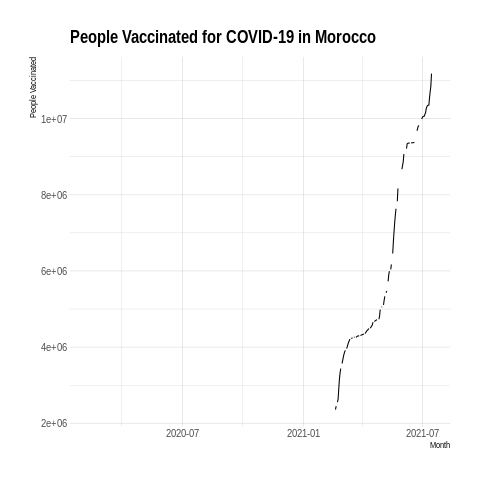 People Vaccinated for COVID-19 in Morocco
People Vaccinated
1e+07
8e+06
6e+06
4e+06
2e+06
2020-07 2021-01 2021-07
Month